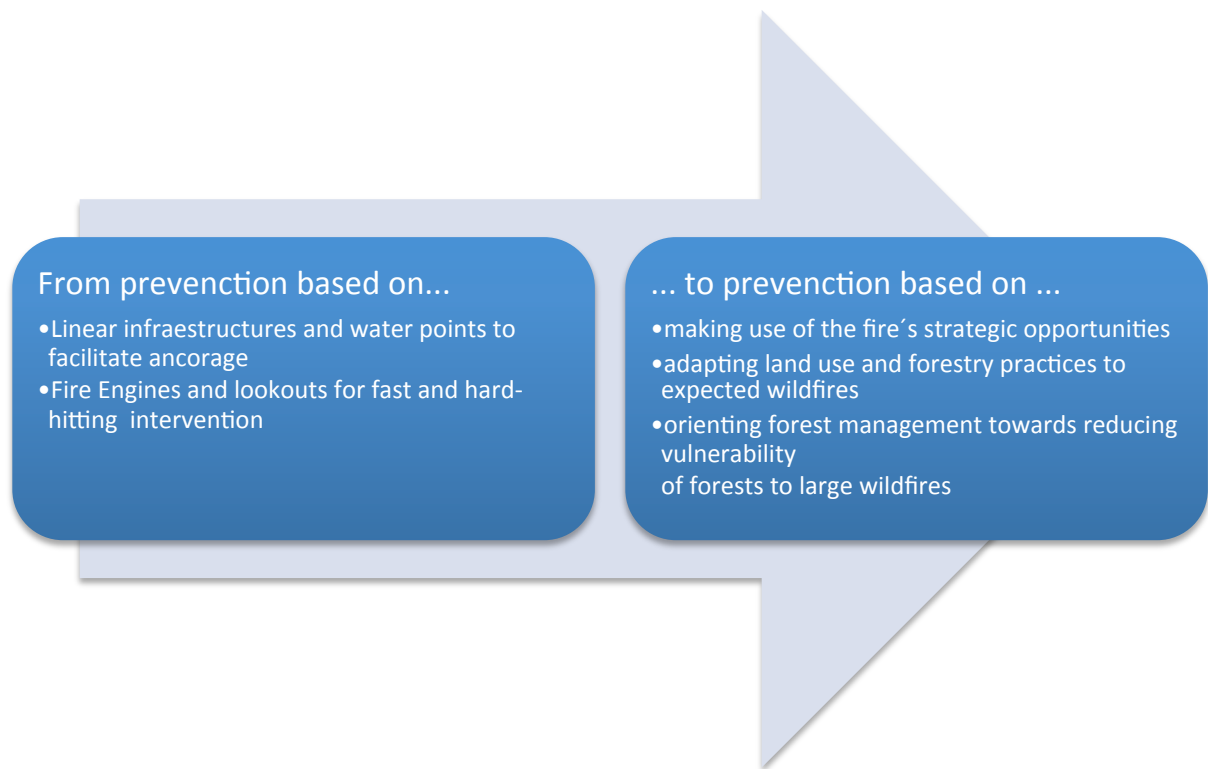 From prevenction based on...
•Linear infraestructures and water points to
facilitate ancorage
•Fire Engines and lookouts for fast and hard-
hitting intervention
... to prevenction based on ...
•making use of the fire´s strategic opportunities
•adapting land use and forestry practices to
expected wildfires
•orienting forest management towards reducing
vulnerability
of forests to large wildfires